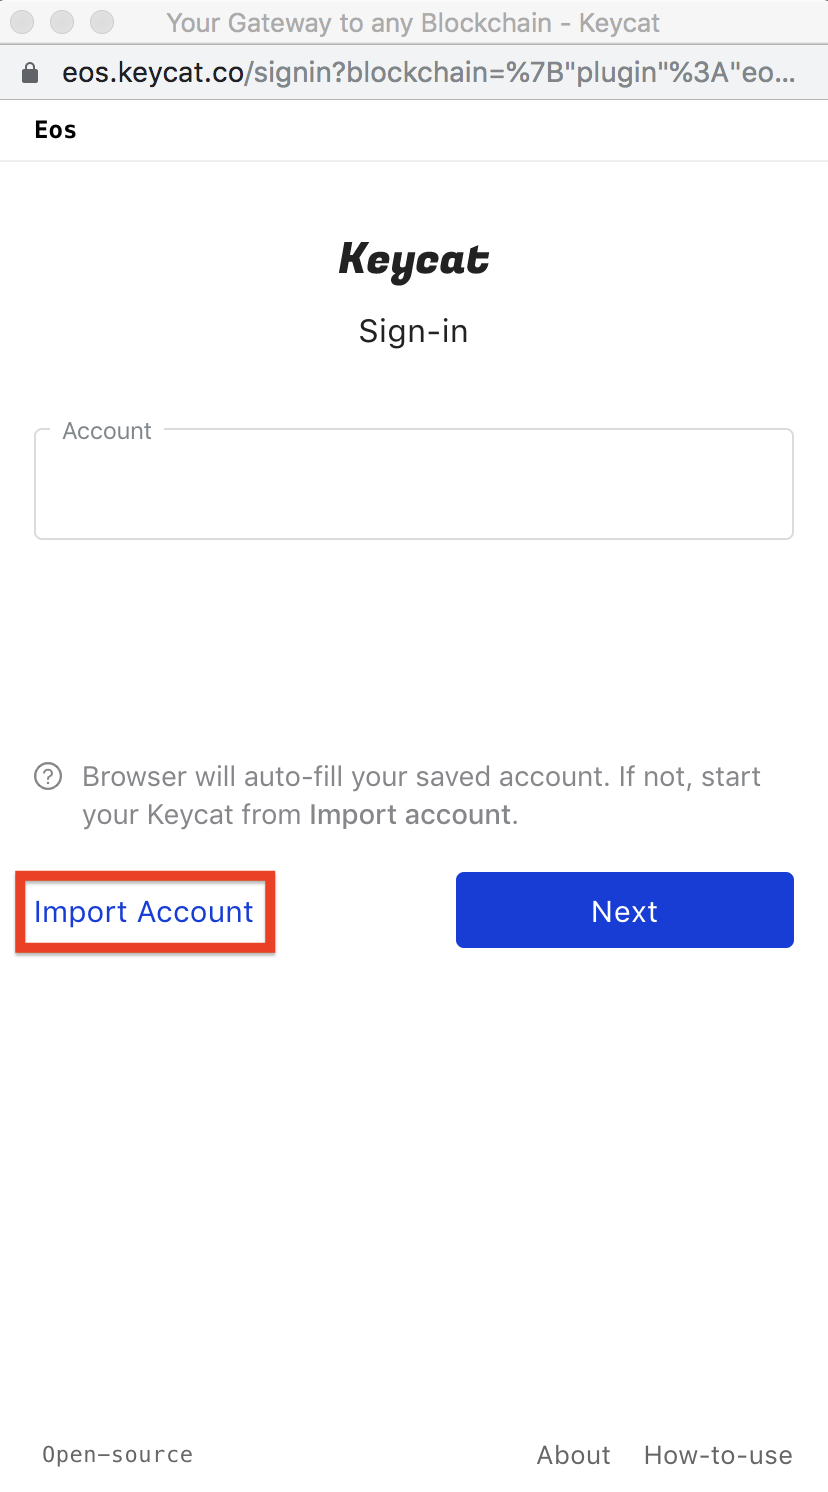 Your Gateway to any Blockchain - Keycat
eos.keycat.co/signin?blockchain=%7B"plugin"%3A"eo...
Eos
Keycat
Sign-in
Account
Browser will auto-fill your saved account. If not, start
your Keycat from Import account.
Import Account
Next
Open-source
About
How-to-use